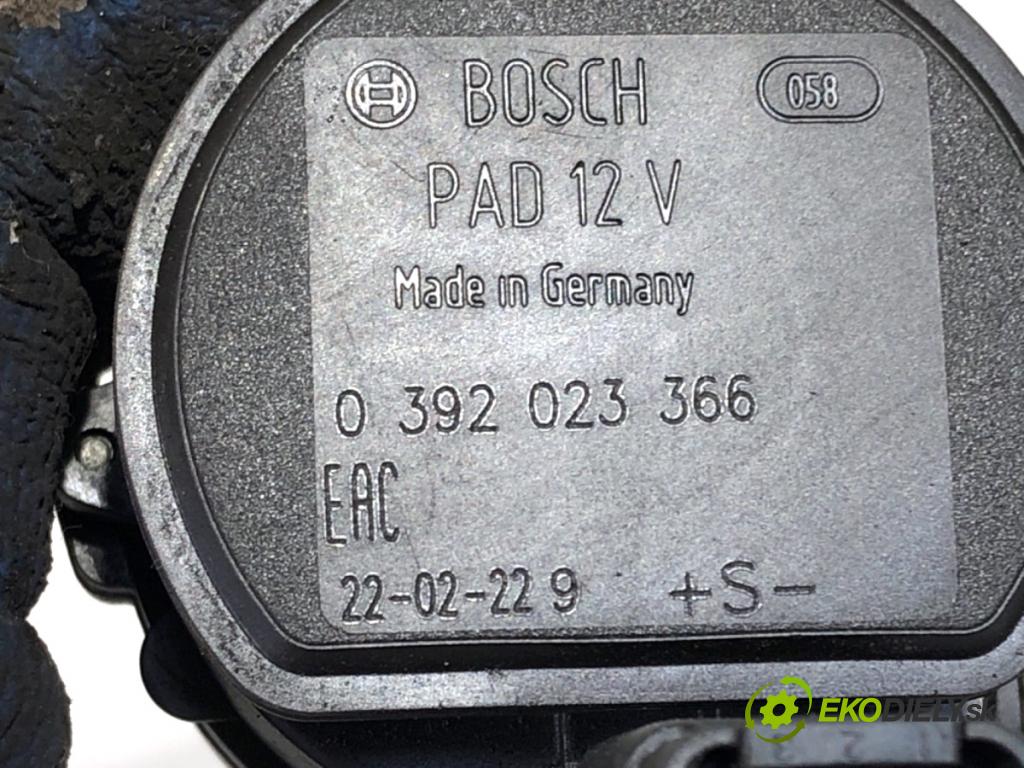 BOSCH 058
PAD 12 V
Made in Germany
0 392 023 366
EAC
22-02-22 9 +S-
EKODIELY.SK